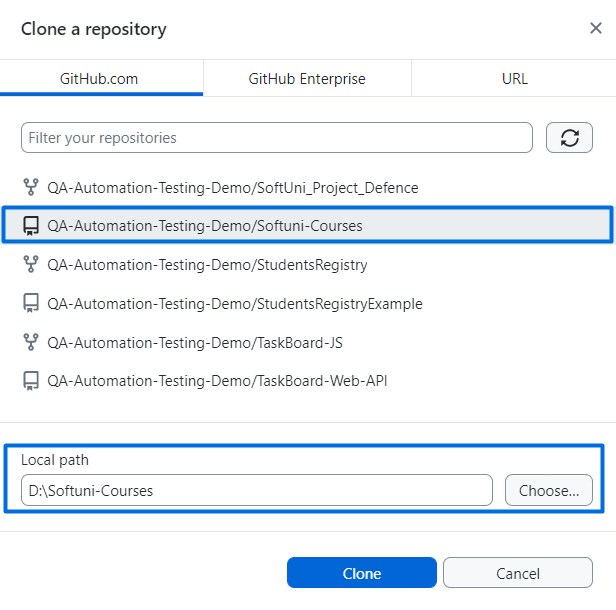 Clone a repository
GitHub.com
GitHub Enterprise
URL
Filter your repositories
QA-Automation-Testing-Demo/SoftUni_Project_Defence
QA-Automation-Testing-Demo/Softuni-Courses
QA-Automation-Testing-Demo/StudentsRegistry
QA-Automation-Testing-Demo/StudentsRegistryExample
QA-Automation-Testing-Demo/TaskBoard-JS
QA-Automation-Testing-Demo/TaskBoard-Web-API
Local path
D:\Softuni-Courses
Choose...
Clone
Cancel